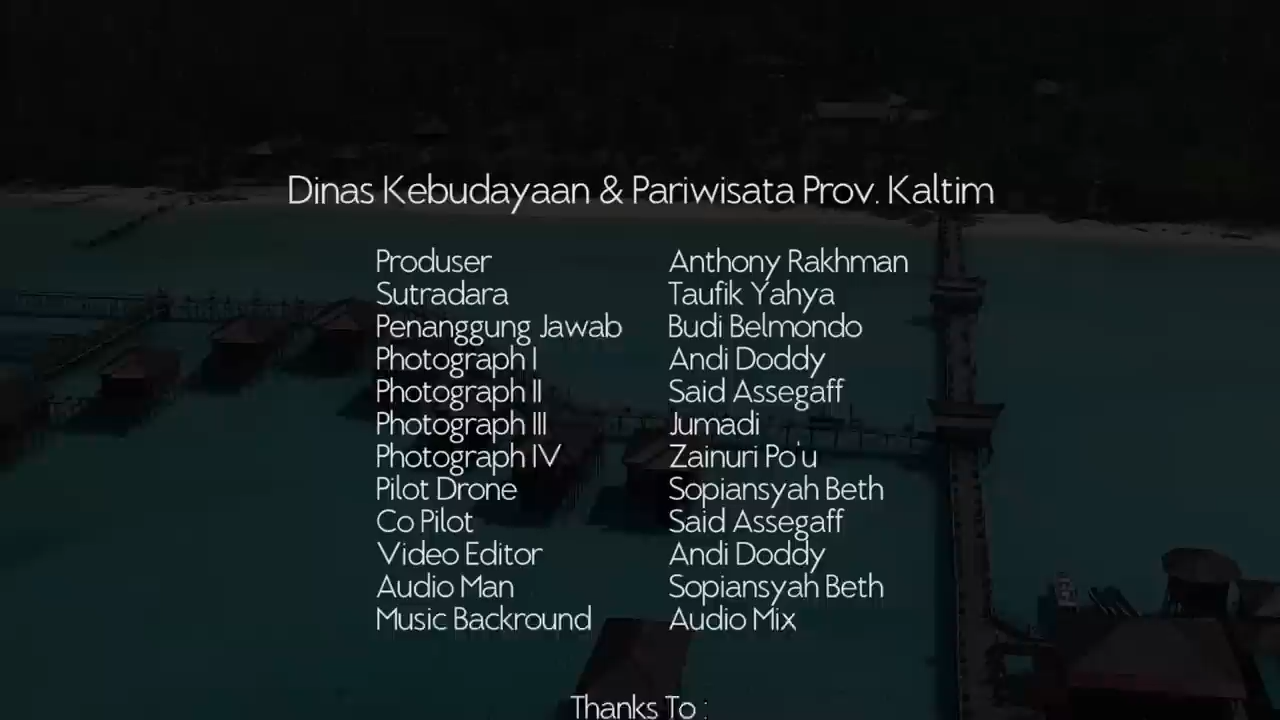 Dinas Kebudayaan & Pariwisata Prov. Kaltim
Produser Anthony Rakhman
Sutradara Taufik Yahya
Penanggung Jawab Budi Belmondo
Photograph I Andi Doddy
Photograph II Said Assegaff
Photograph III Jumadi
Photograph IV Zainuri Po'u
Pilot Drone Sopiansyah Beth
Co Pilot Said Assegaff
Video Editor Andi Doddy
Audio Man Sopiansyah Beth
Music Backround Audio Mix
Thanks To :